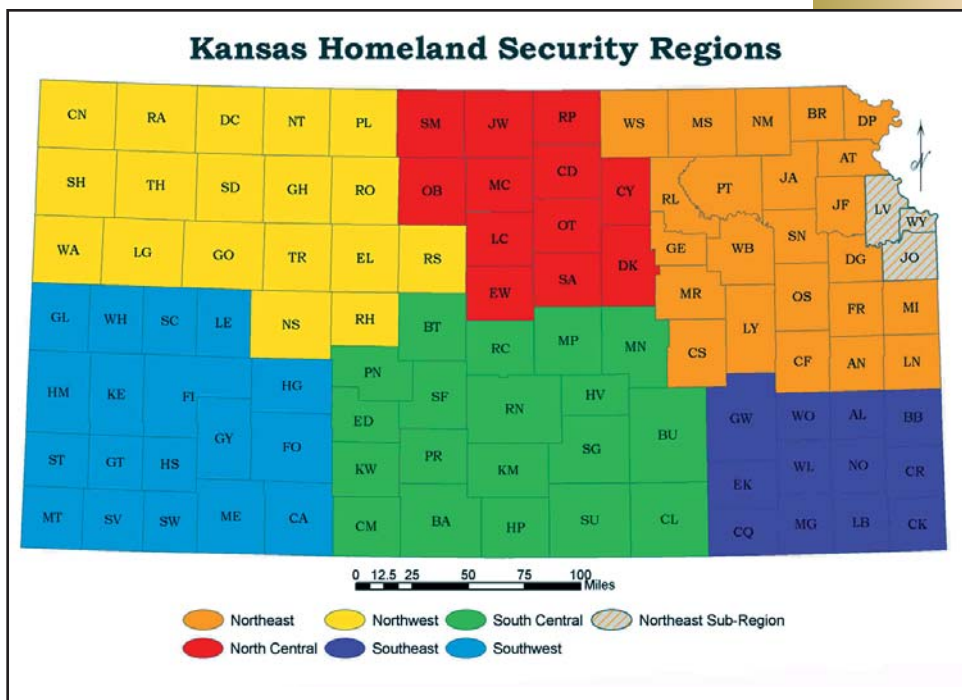 Kansas Homeland Security Regions
CN RA DC NT PL SM JW RP WS MS NM BR DP
SH TH SD GH RO OB MC CD CY RL PT JA AT
JF LV WY
WA LG GO TR EL RS LC OT DK GE WB SN DG JO
EW SA
GL WH SC LE NS RH BT RC MP MN MR LY OS FR MI
CS CF AN LN
HM KE FI HG PN SF RN HV BU GW WO AL BB
ED
GY FO
ST GT HS KW PR KM SG EK WL NO CR
MT SV SW ME CA CM BA HP SU CL CQ MG LB CK
N
0 12.5 25 50 75 100
Miles
Northeast Northwest South Central Northeast Sub-Region
North Central Southeast Southwest